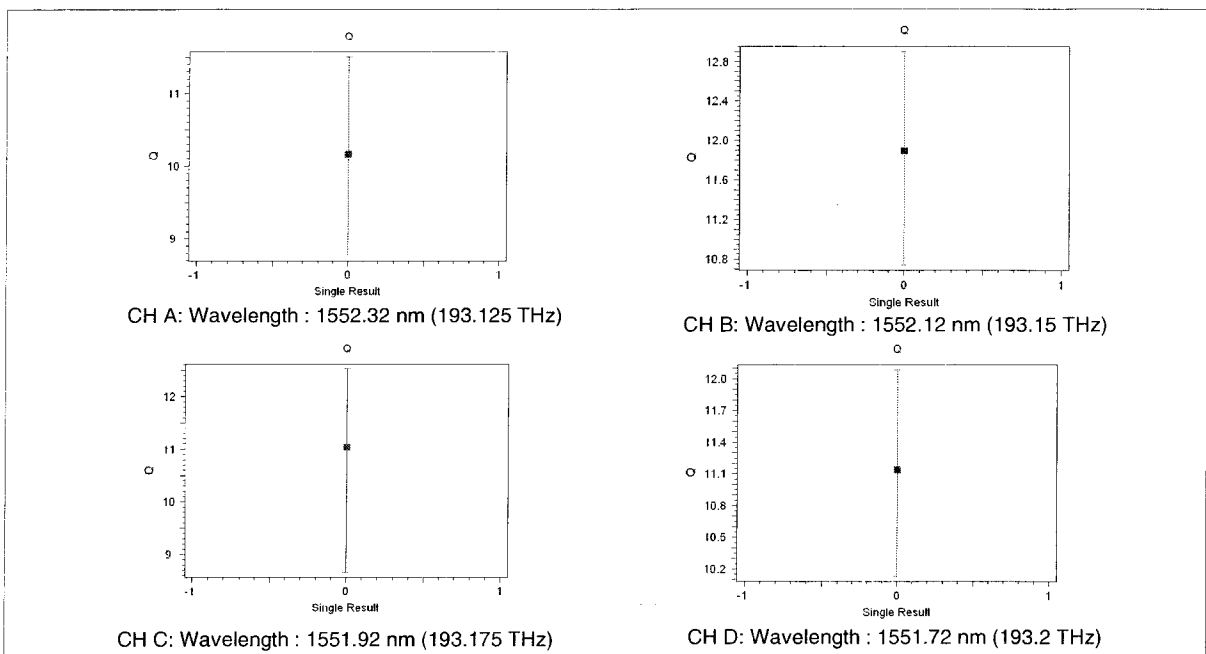 Q
11
Q
10
9
-1
0
1
Single Result
CH A: Wavelength : 1552.32 nm (193.125 THz)
Q
12.8
12.4
12.0
Q
11.6
11.2
10.8
-1
0
1
Single Result
CH B: Wavelength : 1552.12 nm (193.15 THz)
Q
12
11
Q
10
9
-1
0
1
Single Result
CH C: Wavelength : 1551.92 nm (193.175 THz)
Q
12.0
11.7
11.4
Q
11.1
10.8
10.5
10.2
-1
0
1
Single Result
CH D: Wavelength : 1551.72 nm (193.2 THz)